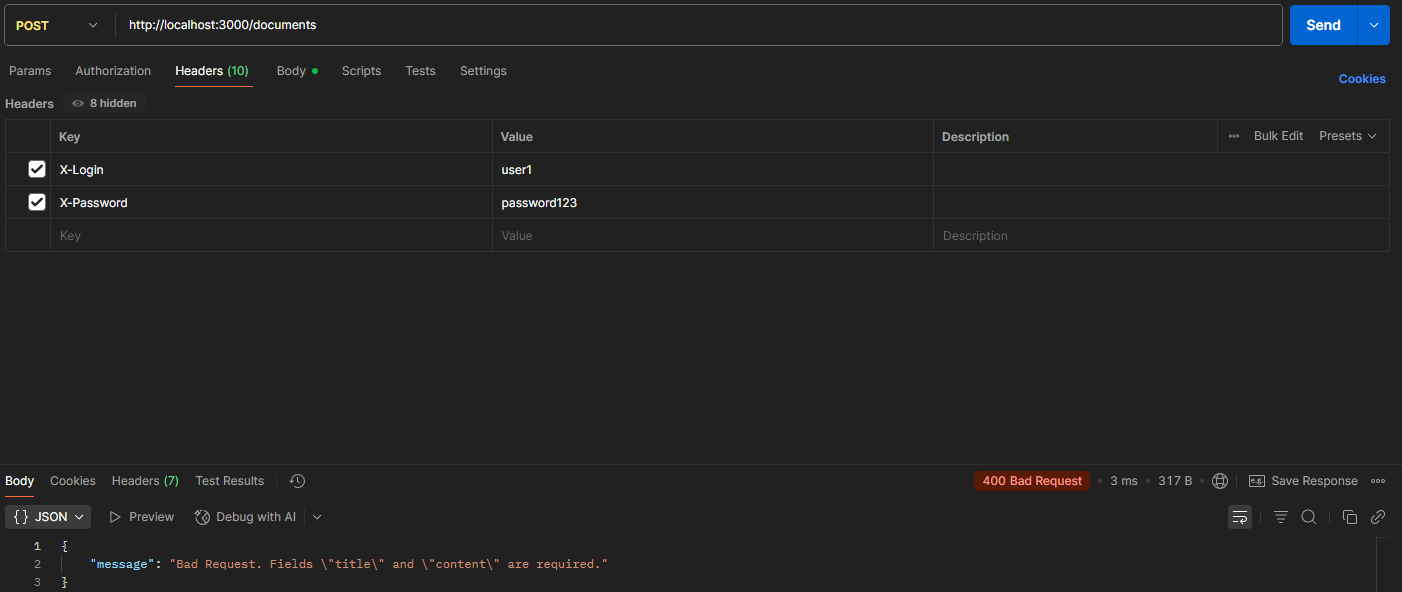 POST http://localhost:3000/documents Send
Params Authorization Headers (10) Body Scripts Tests Settings
Cookies
Headers 8 hidden
Key Value Description Bulk Edit Presets
X-Login user1
X-Password password123
Key Value Description
Body Cookies Headers (7) Test Results 400 Bad Request 3 ms 317 B e.g. Save Response
{} JSON Preview Debug with AI
1 {
2 "message": "Bad Request. Fields \"title\" and \"content\" are required."
3 }